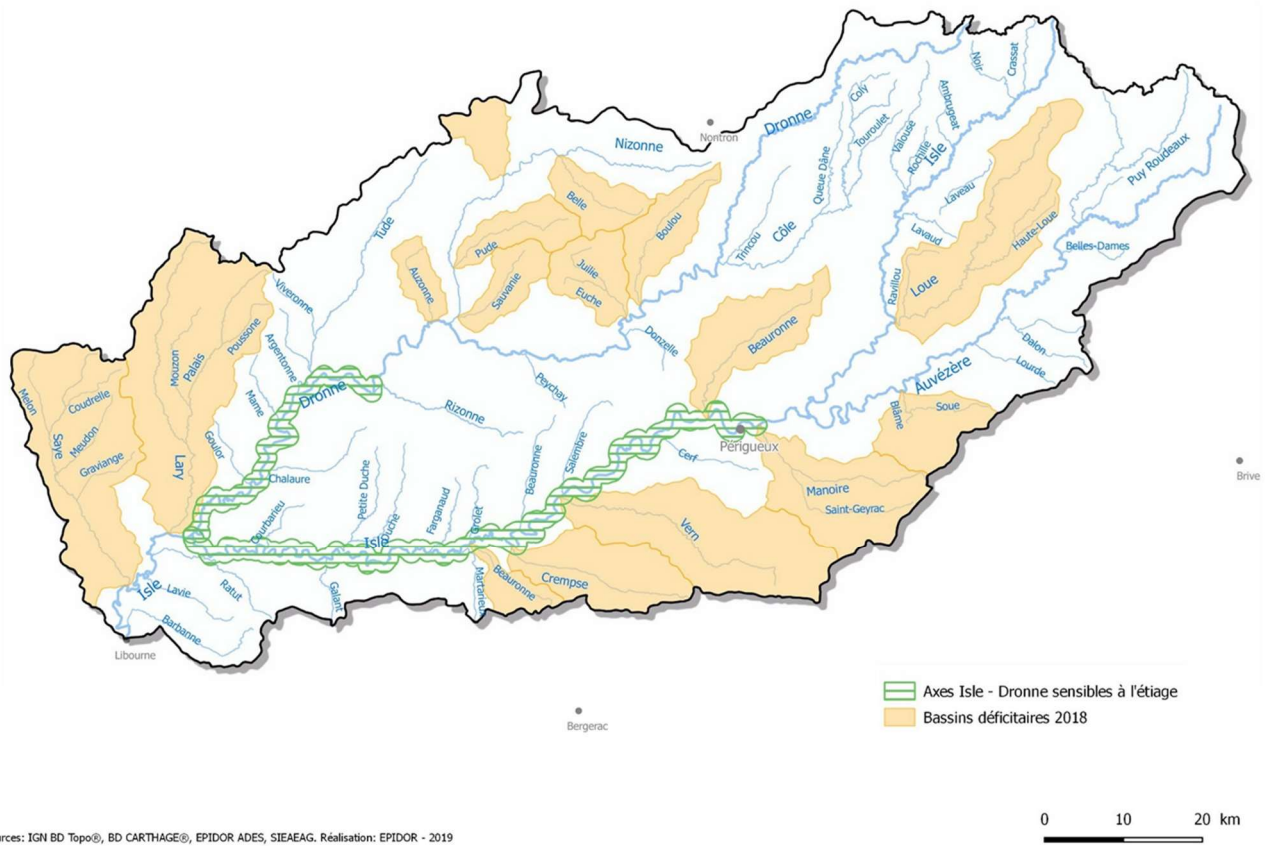 Noir
Crassat
Coly
Ambrugeat
Dronne
Nontron
Touroulet
Valouse
Rochille
Isle
Nizonne
Puy Roudeaux
Queue Dâne
Belle
Laveau
Tude
Boulou
Côle
Trincou
Lavaud
Haute-Loue
Belles-Dames
Pude
Auzonne
Julie
Sauvanie
Euche
Ravillou
Loue
Viveronne
Poussone
Donzelle
Beauronne
Dalon
Lourde
Mouzon
Palais
Argentonne
Auvézère
Dronne
Peychay
Melon
Coudrelle
Mame
Rizonne
Blâme
Soue
Saye
Meudon
Goulor
Périgueux
Graviange
Lary
Salembre
Cerf
Beauronne
Chalaure
Petite Duche
Brive
Manoire
Saint-Geyrac
Courbarieu
Duche
Farganaud
Grolet
Vern
Isle
Isle
Lavie
Ratut
Galant
Martarieu
Beauronne
Crempse
Barbanne
Libourne
Bergerac
Axes Isle - Dronne sensibles à l'étiage
Bassins déficitaires 2018
0 10 20 km
rces: IGN BD Topo®, BD CARTHAGE®, EPIDOR ADES, SIEAEAG. Réalisation: EPIDOR - 2019